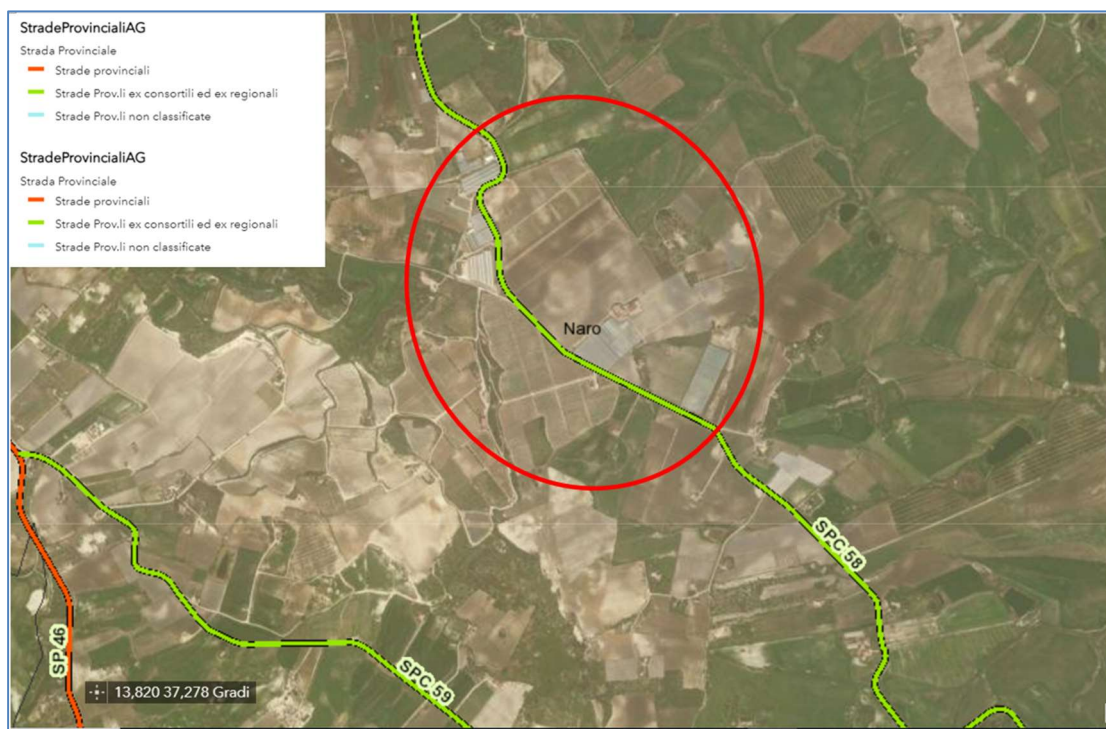 StradeProvincialiAG
Strada Provinciale
Strade provinciali
Strade Prov.li ex consortili ed ex regionali
Strade Prov.li non classificate
StradeProvincialiAG
Strada Provinciale
Strade provinciali
Strade Prov.li ex consortili ed ex regionali
Strade Prov.li non classificate
Naro
SPC 58
SP 46
SPC 59
13,820 37,278 Gradi